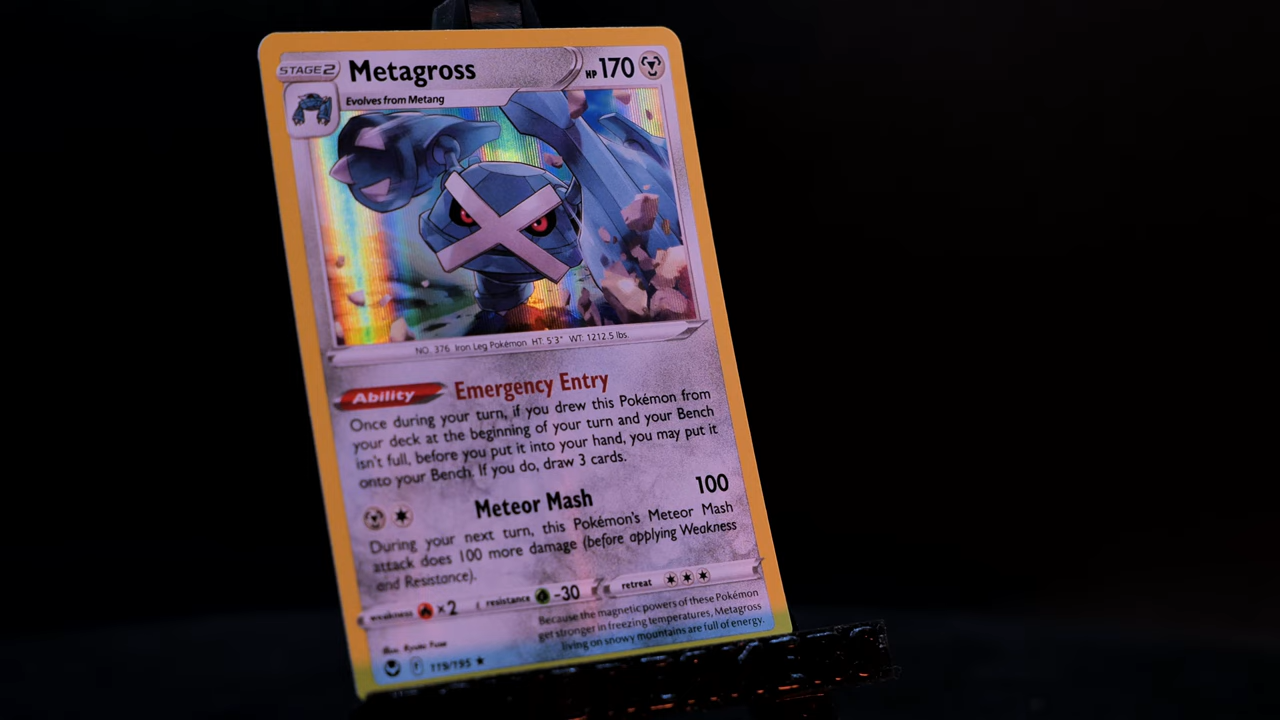 STAGE2 Metagross HP 170
Evolves from Metang
NO. 376 Iron Leg Pokémon HT: 5'3" WT: 1212.5 lbs.
Ability Emergency Entry
Once during your turn, if you drew this Pokémon from
your deck at the beginning of your turn and your Bench
isn't full, before you put it into your hand, you may put it
onto your Bench. If you do, draw 3 cards.
Meteor Mash 100
During your next turn, this Pokémon's Meteor Mash
attack does 100 more damage (before applying Weakness
and Resistance).
weakness ×2 resistance -30 retreat
Because the magnetic powers of these Pokémon
get stronger in freezing temperatures, Metagross
living on snowy mountains are full of energy.
Illus. Ryuta Fuse
119/195